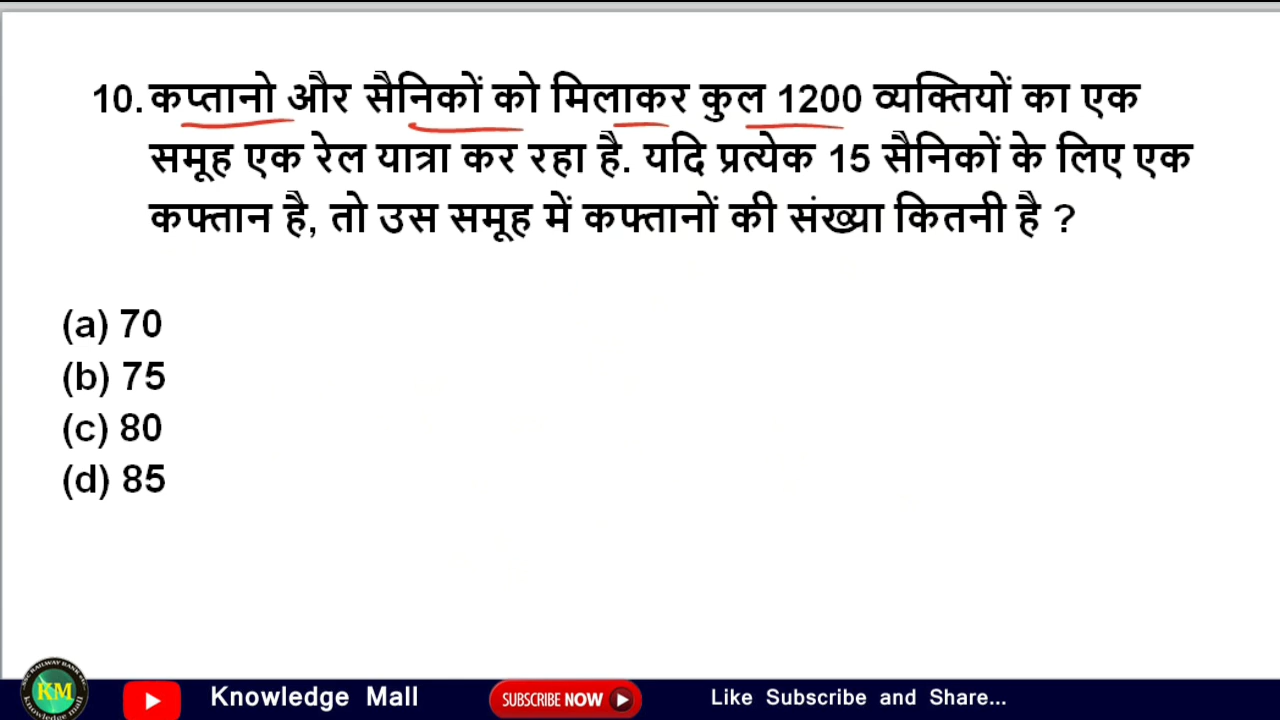 10. कप्तानो और सैनिकों को मिलाकर कुल 1200 व्यक्तियों का एक
समूह एक रेल यात्रा कर रहा है. यदि प्रत्येक 15 सैनिकों के लिए एक
कफ्तान है, तो उस समूह में कफ्तानों की संख्या कितनी है ?
(a) 70
(b) 75
(c) 80
(d) 85
KM
Knowledge Mall
SUBSCRIBE NOW
Like Subscribe and Share...